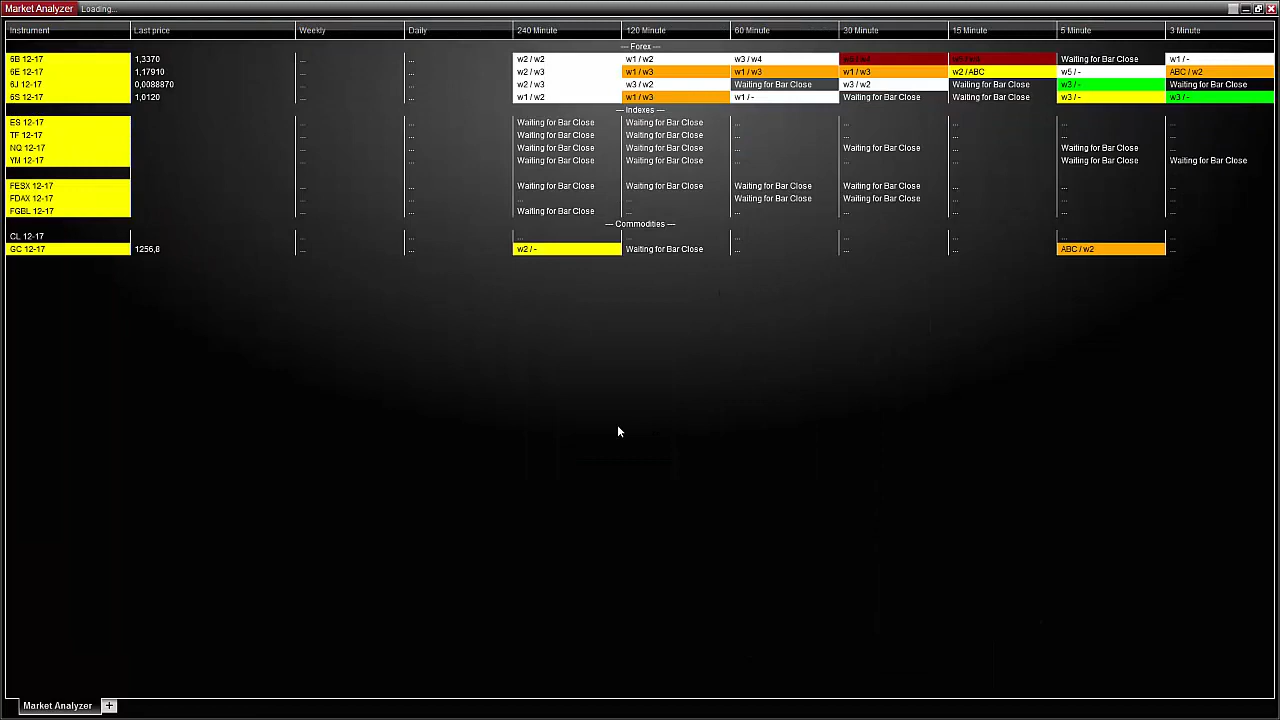 Market Analyzer Loading...
Instrument Last price Weekly Daily 240 Minute 120 Minute 60 Minute 30 Minute 15 Minute 5 Minute 3 Minute
--- Forex ---
6B 12-17 1,3370 ... ... w2 / w2 w1 / w2 w3 / w4 Waiting for Bar Close w1 / -
6E 12-17 1,17910 ... ... w2 / w3 w1 / w3 w1 / w3 w1 / w3 w2 / ABC w5 / - ABC / w2
6J 12-17 0,0088870 ... ... w2 / w3 w3 / w2 Waiting for Bar Close w3 / w2 Waiting for Bar Close w3 / - Waiting for Bar Close
6S 12-17 1,0120 ... ... w1 / w2 w1 / w3 w1 / - Waiting for Bar Close Waiting for Bar Close w3 / - w3 / -
--- Indexes ---
ES 12-17 ... ... Waiting for Bar Close Waiting for Bar Close ... ... ... ... ...
TF 12-17 ... ... Waiting for Bar Close Waiting for Bar Close ... ... ... ... ...
NQ 12-17 ... ... Waiting for Bar Close Waiting for Bar Close ... Waiting for Bar Close ... Waiting for Bar Close ...
YM 12-17 ... ... Waiting for Bar Close Waiting for Bar Close ... ... ... Waiting for Bar Close Waiting for Bar Close
FESX 12-17 ... ... Waiting for Bar Close Waiting for Bar Close Waiting for Bar Close Waiting for Bar Close ... ... ...
FDAX 12-17 ... ... ... ... Waiting for Bar Close Waiting for Bar Close ... ... ...
FGBL 12-17 ... ... Waiting for Bar Close ... ... ... ... ... ...
--- Commodities ---
CL 12-17 ... ... ... ... ... ... ... ... ...
GC 12-17 1256,8 ... ... w2 / - Waiting for Bar Close ... ... ... ABC / w2 ...
Market Analyzer +